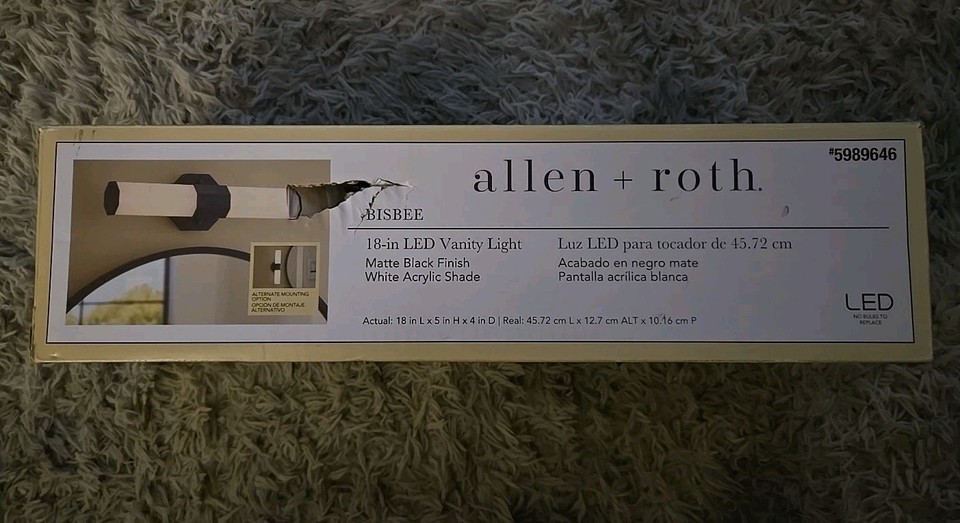 #5989646
allen + roth.
BISBEE
18-in LED Vanity Light
Matte Black Finish
White Acrylic Shade
Luz LED para tocador de 45.72 cm
Acabado en negro mate
Pantalla acrílica blanca
ALTERNATE MOUNTING
OPTION
OPCIÓN DE MONTAJE
ALTERNATIVO
Actual: 18 in L x 5 in H x 4 in D | Real: 45.72 cm L x 12.7 cm ALT x 10.16 cm P
LED
NO BULBS TO
REPLACE